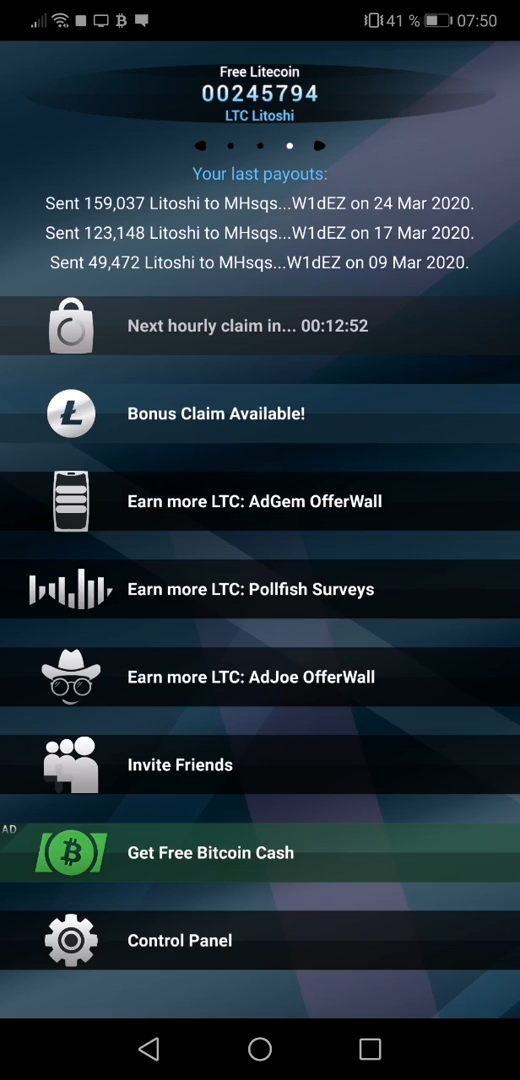 41 % 07:50
Free Litecoin
00245794
LTC Litoshi
Your last payouts:
Sent 159,037 Litoshi to MHsqs...W1dEZ on 24 Mar 2020.
Sent 123,148 Litoshi to MHsqs...W1dEZ on 17 Mar 2020.
Sent 49,472 Litoshi to MHsqs...W1dEZ on 09 Mar 2020.
Next hourly claim in... 00:12:52
Bonus Claim Available!
Earn more LTC: AdGem OfferWall
Earn more LTC: Pollfish Surveys
Earn more LTC: AdJoe OfferWall
Invite Friends
AD
Get Free Bitcoin Cash
Control Panel